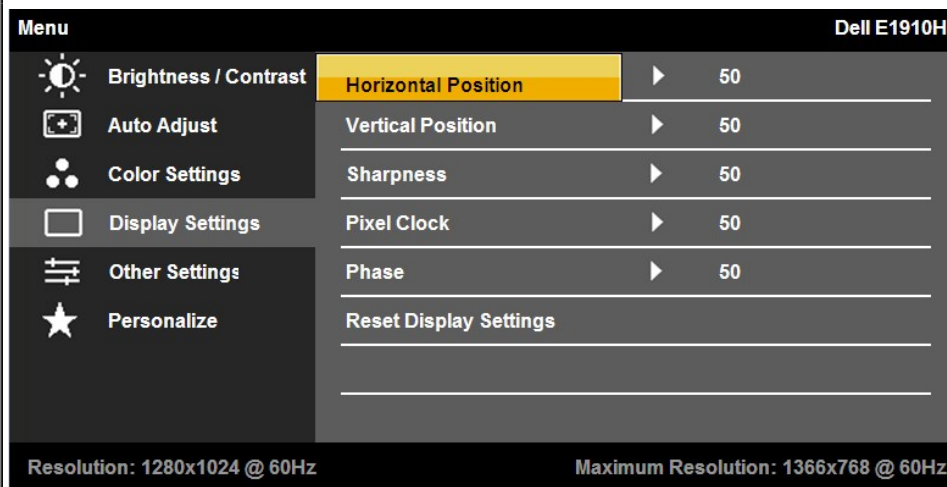 Menu Dell E1910H
Brightness / Contrast Horizontal Position 50
Auto Adjust Vertical Position 50
Color Settings Sharpness 50
Display Settings Pixel Clock 50
Other Settings Phase 50
Personalize Reset Display Settings
Resolution: 1280x1024 @ 60Hz Maximum Resolution: 1366x768 @ 60Hz